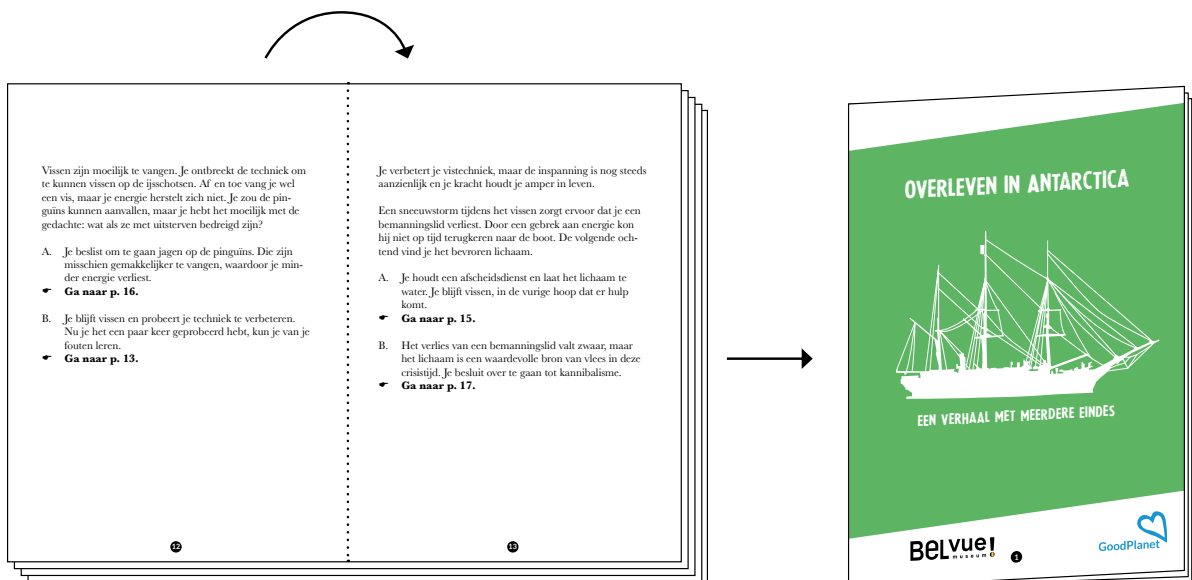 Vissen zijn moeilijk te vangen. Je ontbreekt de techniek om
te kunnen vissen op de ijsschotsen. Af en toe vang je wel
een vis, maar je energie herstelt zich niet. Je zou de pin-
guïns kunnen aanvallen, maar je hebt het moeilijk met de
gedachte: wat als ze met uitsterven bedreigd zijn?
A. Je beslist om te gaan jagen op de pinguïns. Die zijn
misschien gemakkelijker te vangen, waardoor je min-
der energie verliest.
☛ Ga naar p. 16.
B. Je blijft vissen en probeert je techniek te verbeteren.
Nu je het een paar keer geprobeerd hebt, kun je van je
fouten leren.
☛ Ga naar p. 13.
12
Je verbetert je vistechniek, maar de inspanning is nog steeds
aanzienlijk en je kracht houdt je amper in leven.
Een sneeuwstorm tijdens het vissen zorgt ervoor dat je een
bemanningslid verliest. Door een gebrek aan energie kon
hij niet op tijd terugkeren naar de boot. De volgende och-
tend vind je het bevroren lichaam.
A. Je houdt een afscheidsdienst en laat het lichaam te
water. Je blijft vissen, in de vurige hoop dat er hulp
komt.
☛ Ga naar p. 15.
B. Het verlies van een bemanningslid valt zwaar, maar
het lichaam is een waardevolle bron van vlees in deze
crisistijd. Je besluit over te gaan tot kannibalisme.
☛ Ga naar p. 17.
13
OVERLEVEN IN ANTARCTICA
EEN VERHAAL MET MEERDERE EINDES
BELvue!
museum
1
GoodPlanet